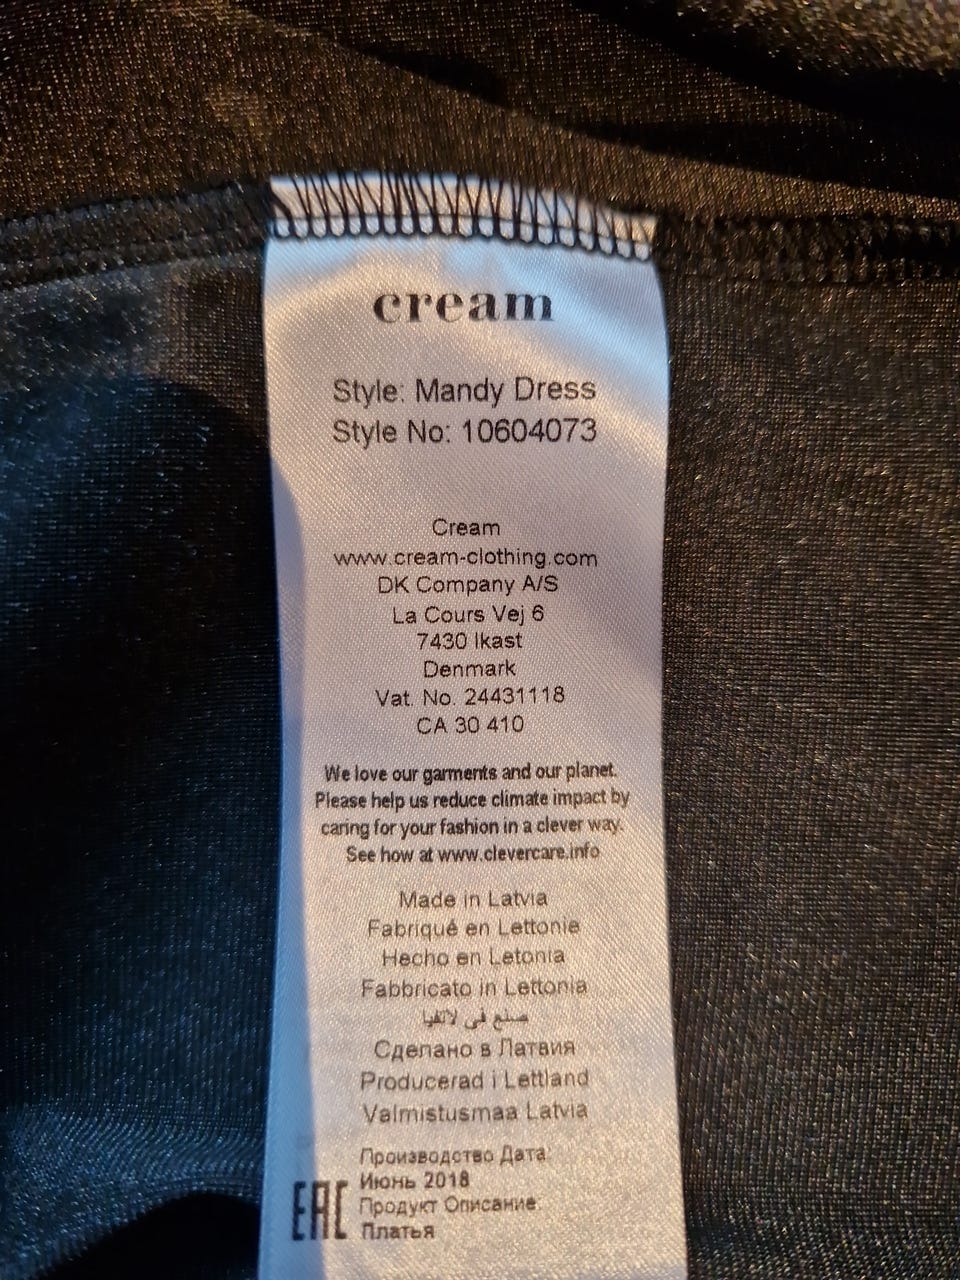 cream
Style: Mandy Dress
Style No: 10604073
Cream
www.cream-clothing.com
DK Company A/S
La Cours Vej 6
7430 Ikast
Denmark
Vat. No. 24431118
CA 30 410
We love our garments and our planet.
Please help us reduce climate impact by
caring for your fashion in a clever way.
See how at www.clevercare.info
Made in Latvia
Fabriqué en Lettonie
Hecho en Letonia
Fabbricato in Lettonia
صنع في لاتفيا
Сделано в Латвия
Producerad i Lettland
Valmistusmaa Latvia
Производство Дата:
Июнь 2018
Продукт Описание:
Платья
EAC